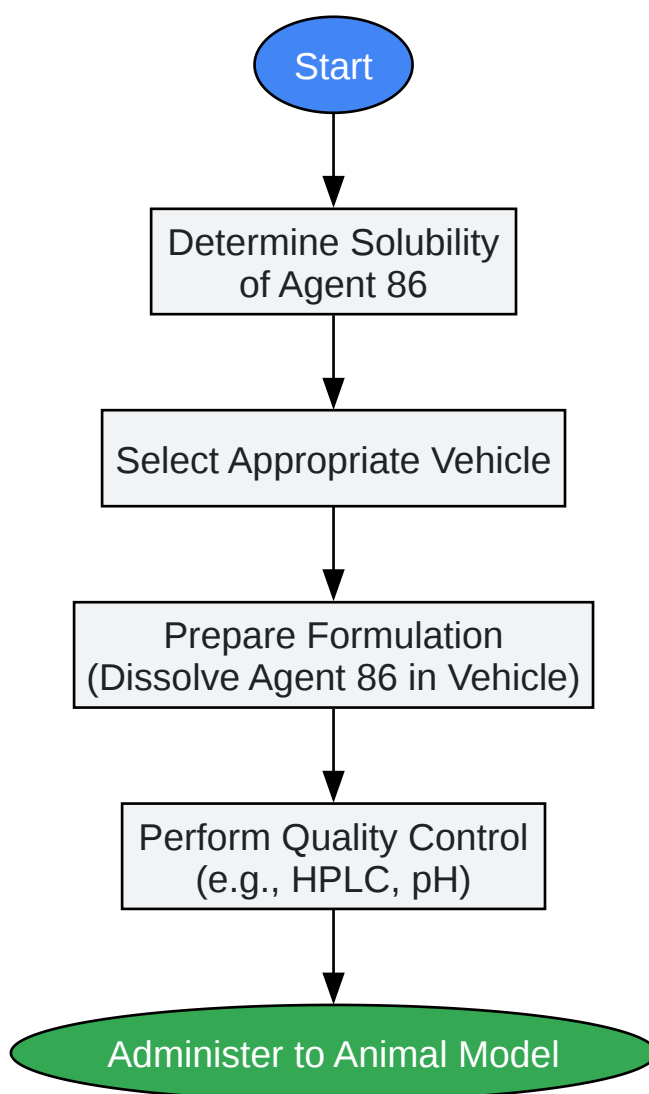 Start
Determine Solubility
of Agent 86
Select Appropriate Vehicle
Prepare Formulation
(Dissolve Agent 86 in Vehicle)
Perform Quality Control
(e.g., HPLC, pH)
Administer to Animal Model